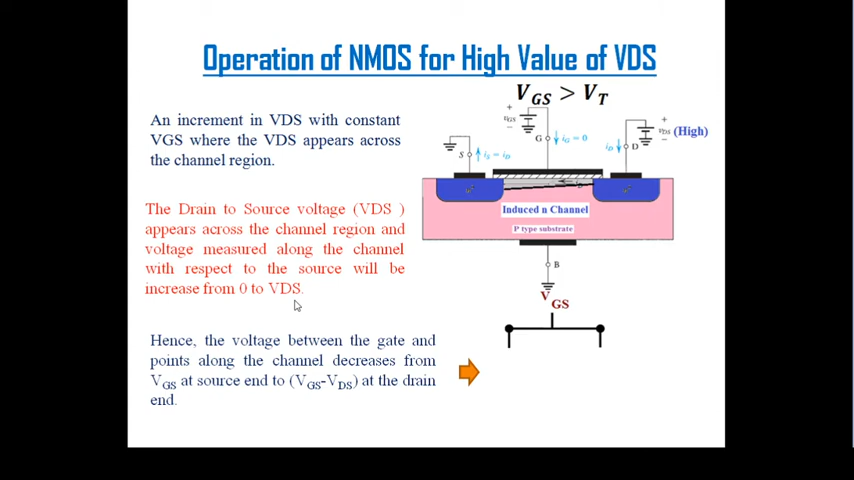 Operation of NMOS for High Value of VDS
An increment in VDS with constant
VGS where the VDS appears across
the channel region.
The Drain to Source voltage (VDS )
appears across the channel region and
voltage measured along the channel
with respect to the source will be
increase from 0 to VDS.
Hence, the voltage between the gate and
points along the channel decreases from
VGS at source end to (VGS-VDS) at the drain
end.
VGS > VT
+
vGS
−
G
iG = 0
+
vDS
−
(High)
S
iS = iD
iD
D
Induced n Channel
P type substrate
B
VGS